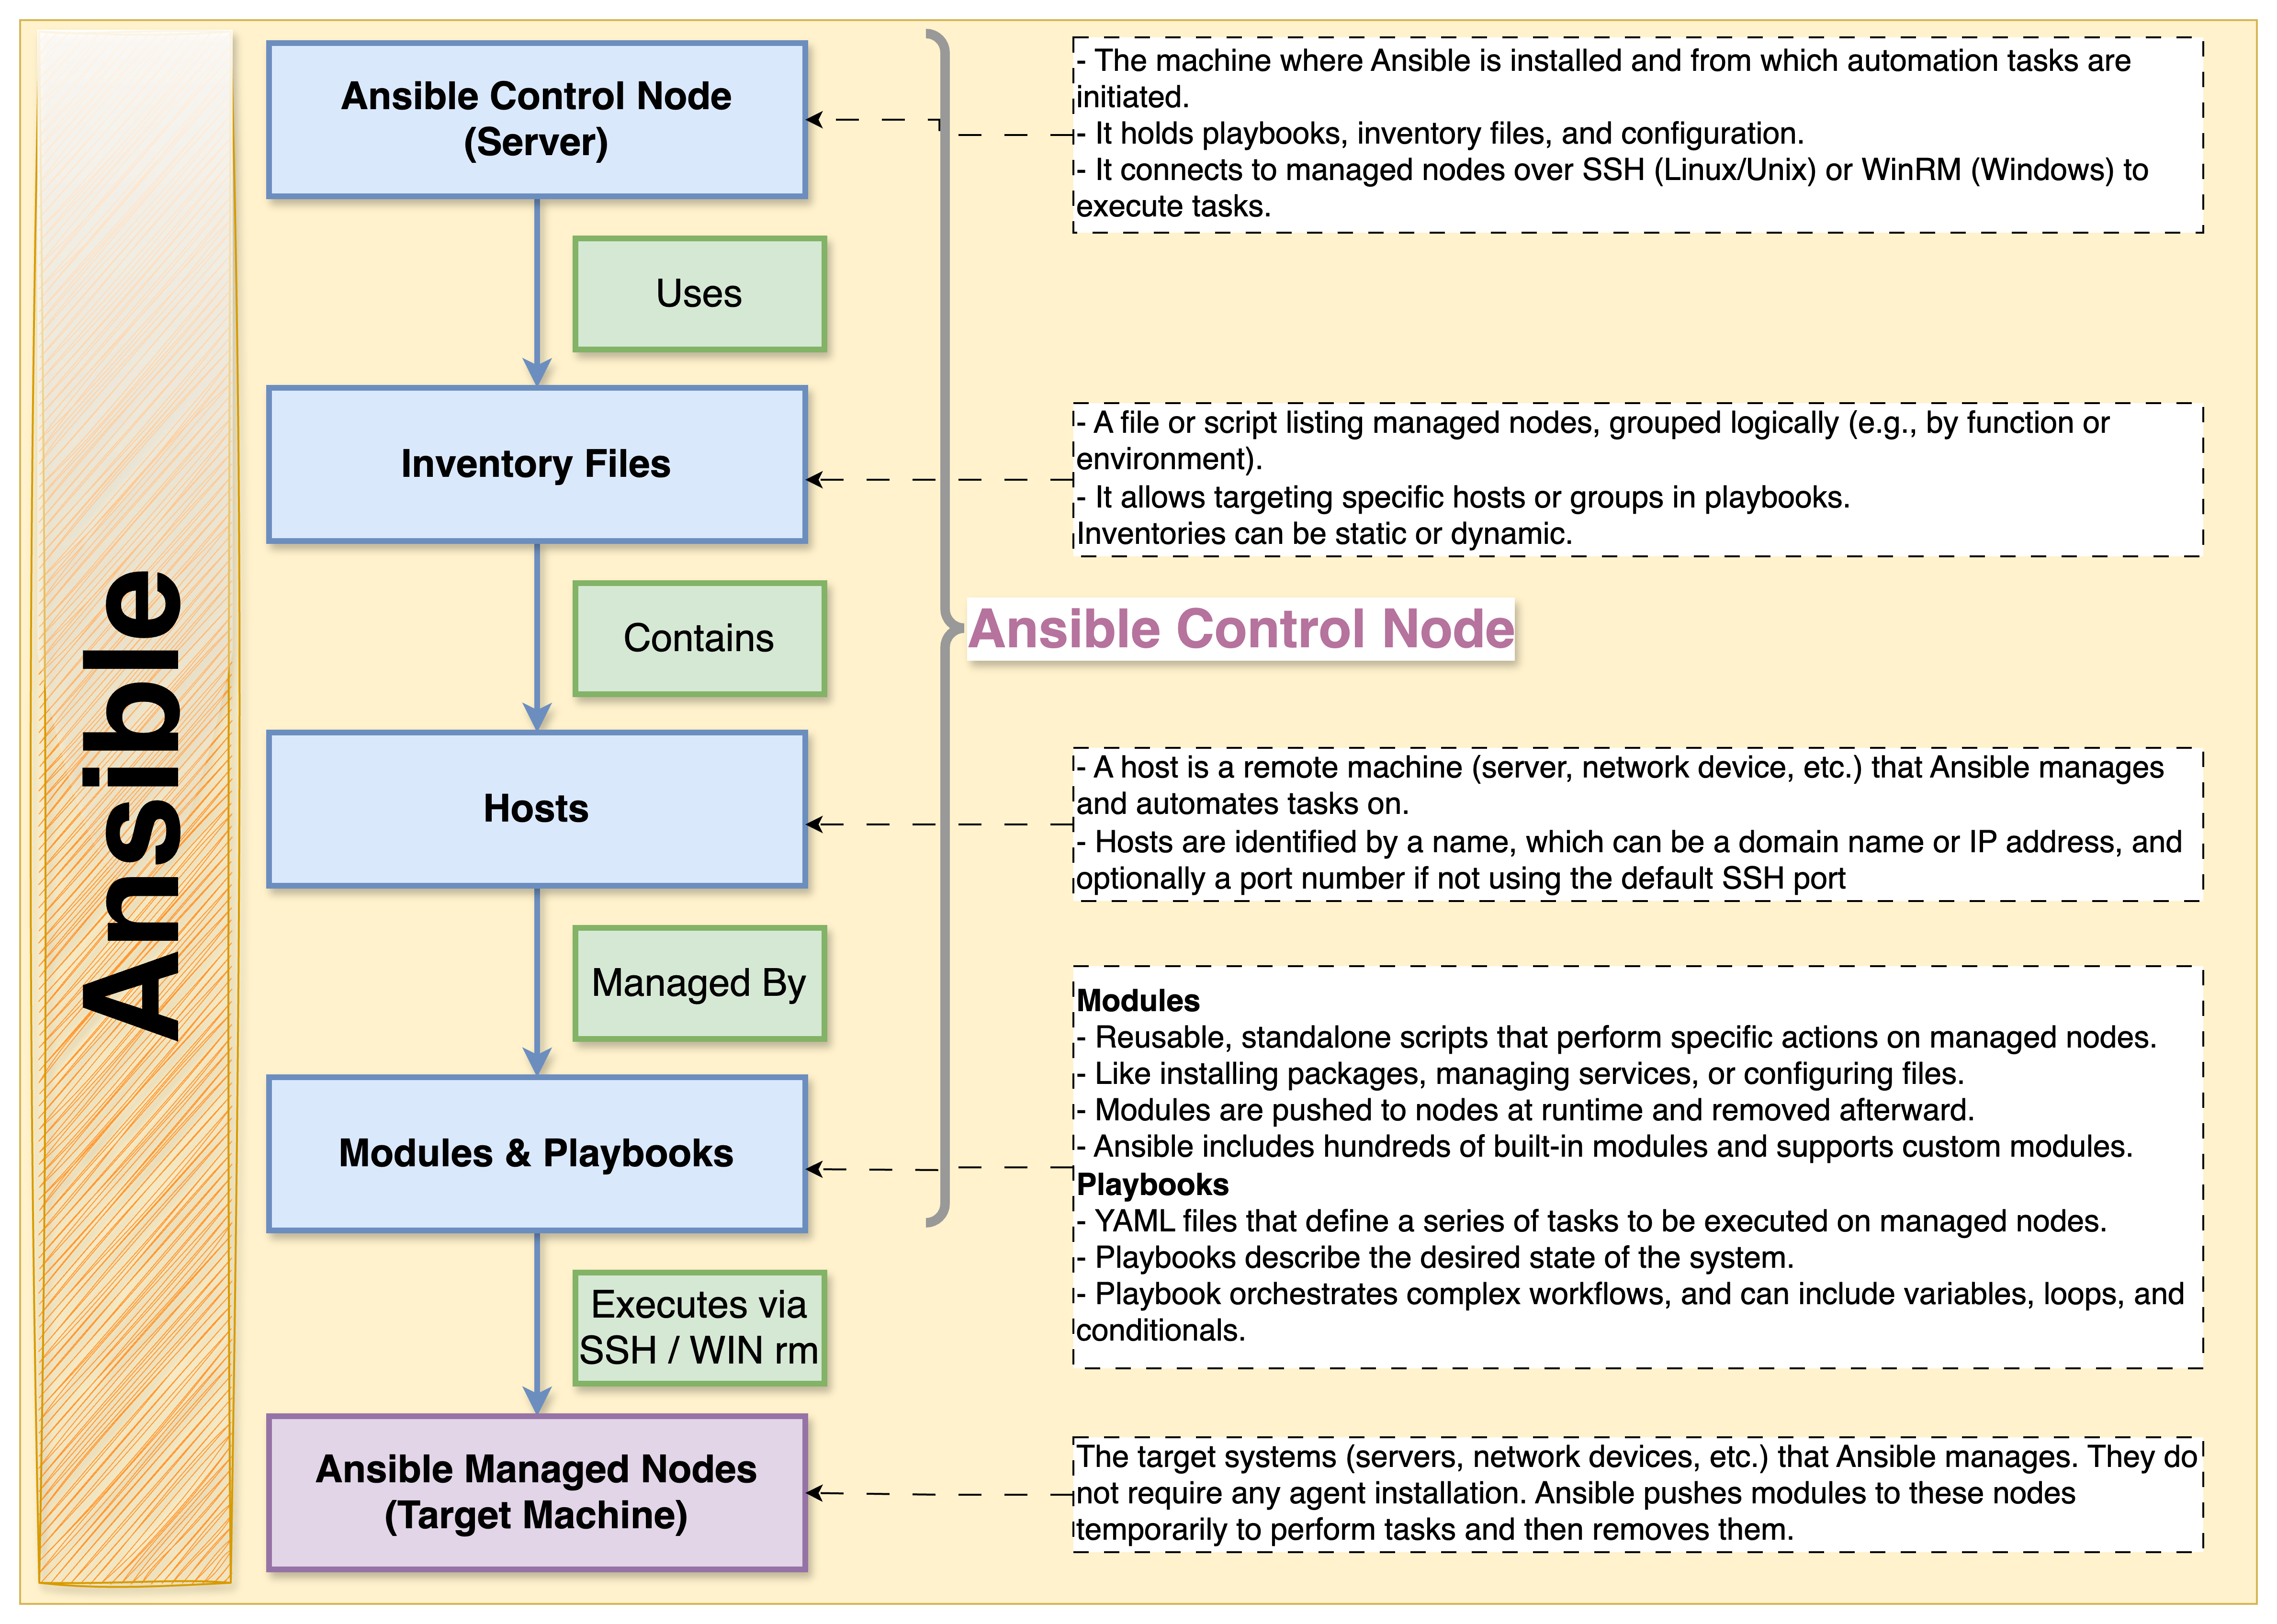 Ansible
Ansible Control Node
(Server)
- The machine where Ansible is installed and from which automation tasks are
initiated.
- It holds playbooks, inventory files, and configuration.
- It connects to managed nodes over SSH (Linux/Unix) or WinRM (Windows) to
execute tasks.
Uses
Inventory Files
- A file or script listing managed nodes, grouped logically (e.g., by function or
environment).
- It allows targeting specific hosts or groups in playbooks.
Inventories can be static or dynamic.
Contains
Ansible Control Node
Hosts
- A host is a remote machine (server, network device, etc.) that Ansible manages
and automates tasks on.
- Hosts are identified by a name, which can be a domain name or IP address, and
optionally a port number if not using the default SSH port
Managed By
Modules & Playbooks
Modules
- Reusable, standalone scripts that perform specific actions on managed nodes.
- Like installing packages, managing services, or configuring files.
- Modules are pushed to nodes at runtime and removed afterward.
- Ansible includes hundreds of built-in modules and supports custom modules.
Playbooks
- YAML files that define a series of tasks to be executed on managed nodes.
- Playbooks describe the desired state of the system.
- Playbook orchestrates complex workflows, and can include variables, loops, and
conditionals.
Executes via
SSH / WIN rm
Ansible Managed Nodes
(Target Machine)
The target systems (servers, network devices, etc.) that Ansible manages. They do
not require any agent installation. Ansible pushes modules to these nodes
temporarily to perform tasks and then removes them.